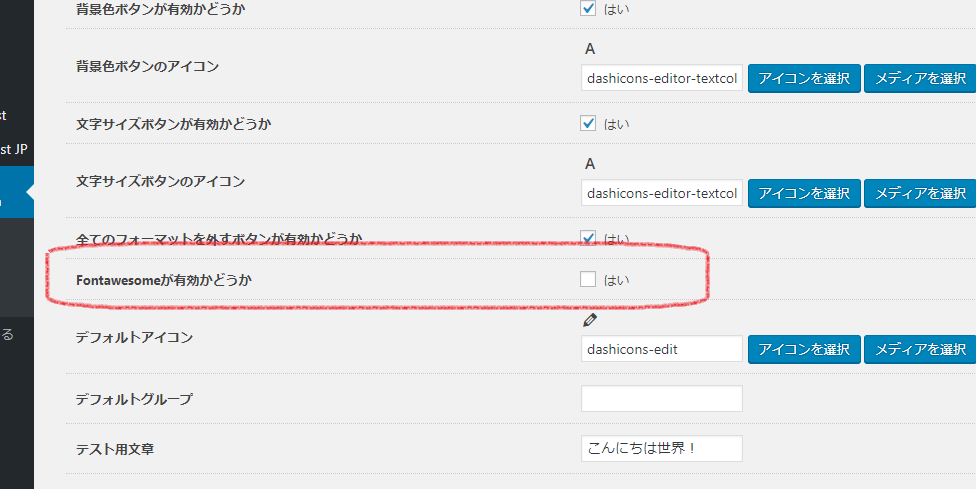 背景色ボタンが有効かどうか はい
A
背景色ボタンのアイコン dashicons-editor-textcol アイコンを選択 メディアを選択
st
文字サイズボタンが有効かどうか はい
st JP
A
文字サイズボタンのアイコン dashicons-editor-textcol アイコンを選択 メディアを選択
全てのフォーマットを外すボタンが有効かどうか はい
Fontawesomeが有効かどうか はい
る
デフォルトアイコン dashicons-edit アイコンを選択 メディアを選択
デフォルトグループ
テスト用文章 こんにちは世界！